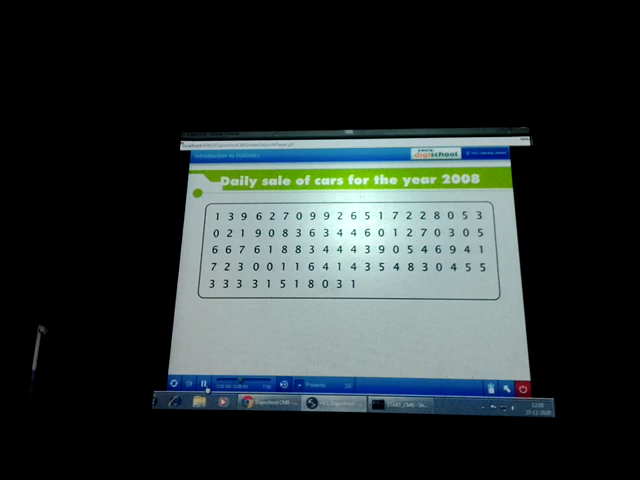 Introduction to Statistics
digischool
Daily sale of cars for the year 2008
1 3 9 6 2 7 0 9 9 2 6 5 1 7 2 2 8 0 5 3
0 2 1 9 0 8 3 6 3 4 4 6 0 1 2 7 0 3 0 5
6 6 7 6 1 8 8 3 4 4 4 3 9 0 5 4 6 9 4 1
7 2 3 0 0 1 1 6 4 1 4 3 5 4 8 3 0 4 5 5
3 3 3 3 1 5 1 8 0 3 1